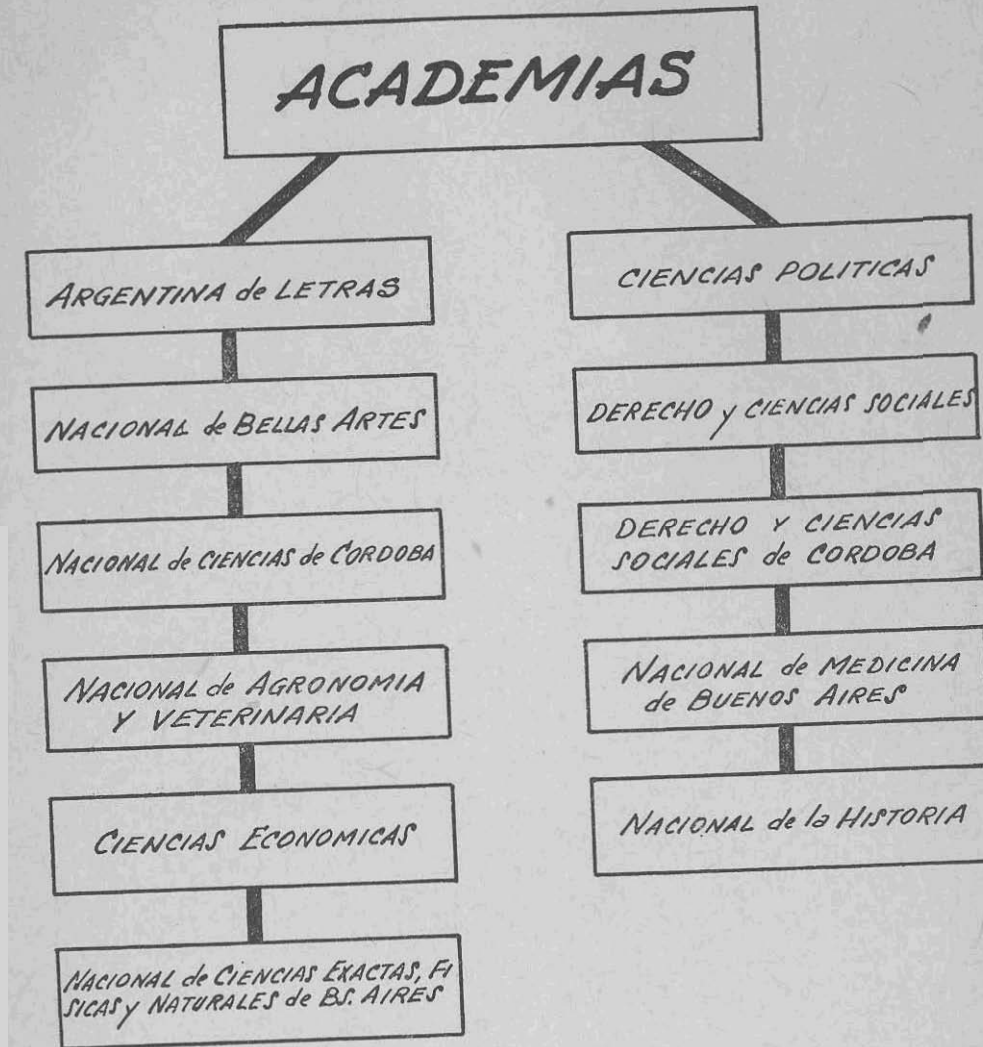 ACADEMIAS
ARGENTINA de LETRAS
NACIONAL de BELLAS ARTES
NACIONAL de CIENCIAS de CORDOBA
NACIONAL de AGRONOMIA
Y VETERINARIA
CIENCIAS ECONOMICAS
NACIONAL de CIENCIAS EXACTAS, FI
SICAS y NATURALES de BS. AIRES
CIENCIAS POLITICAS
DERECHO y CIENCIAS SOCIALES
DERECHO Y CIENCIAS
SOCIALES de CORDOBA
NACIONAL de MEDICINA
de BUENOS AIRES
NACIONAL de la HISTORIA